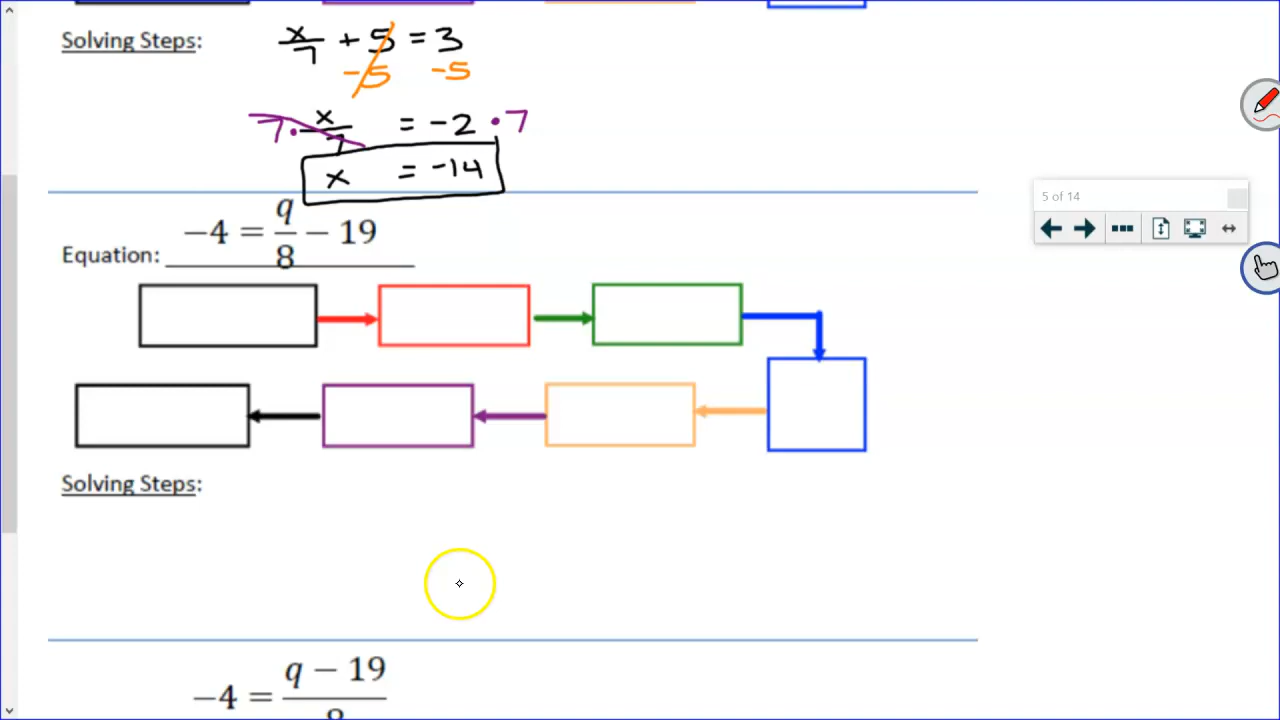 Solving Steps:
x/7 + 5 = 3
-5 -5
7 · x/7 = -2 · 7
x = -14
Equation: −4 = q/8 − 19
Solving Steps:
−4 = (q − 19)/8
5 of 14